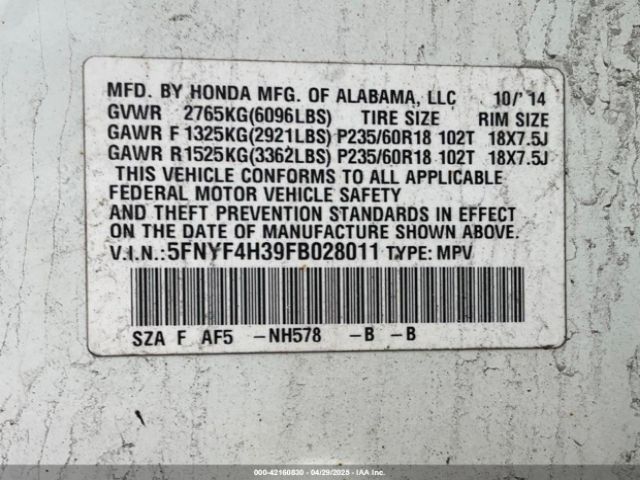 MFD. BY HONDA MFG. OF ALABAMA, LLC 10/'14
GVWR 2765KG(6096LBS) TIRE SIZE RIM SIZE
GAWR F 1325KG(2921LBS) P235/60R18 102T 18X7.5J
GAWR R1525KG(3362LBS) P235/60R18 102T 18X7.5J
THIS VEHICLE CONFORMS TO ALL APPLICABLE
FEDERAL MOTOR VEHICLE SAFETY
AND THEFT PREVENTION STANDARDS IN EFFECT
ON THE DATE OF MANUFACTURE SHOWN ABOVE.
V.I.N.:5FNYF4H39FB028011 TYPE: MPV
SZA F AF5 -NH578 -B -B
000-42160830 - 04/29/2025 - IAA Inc.